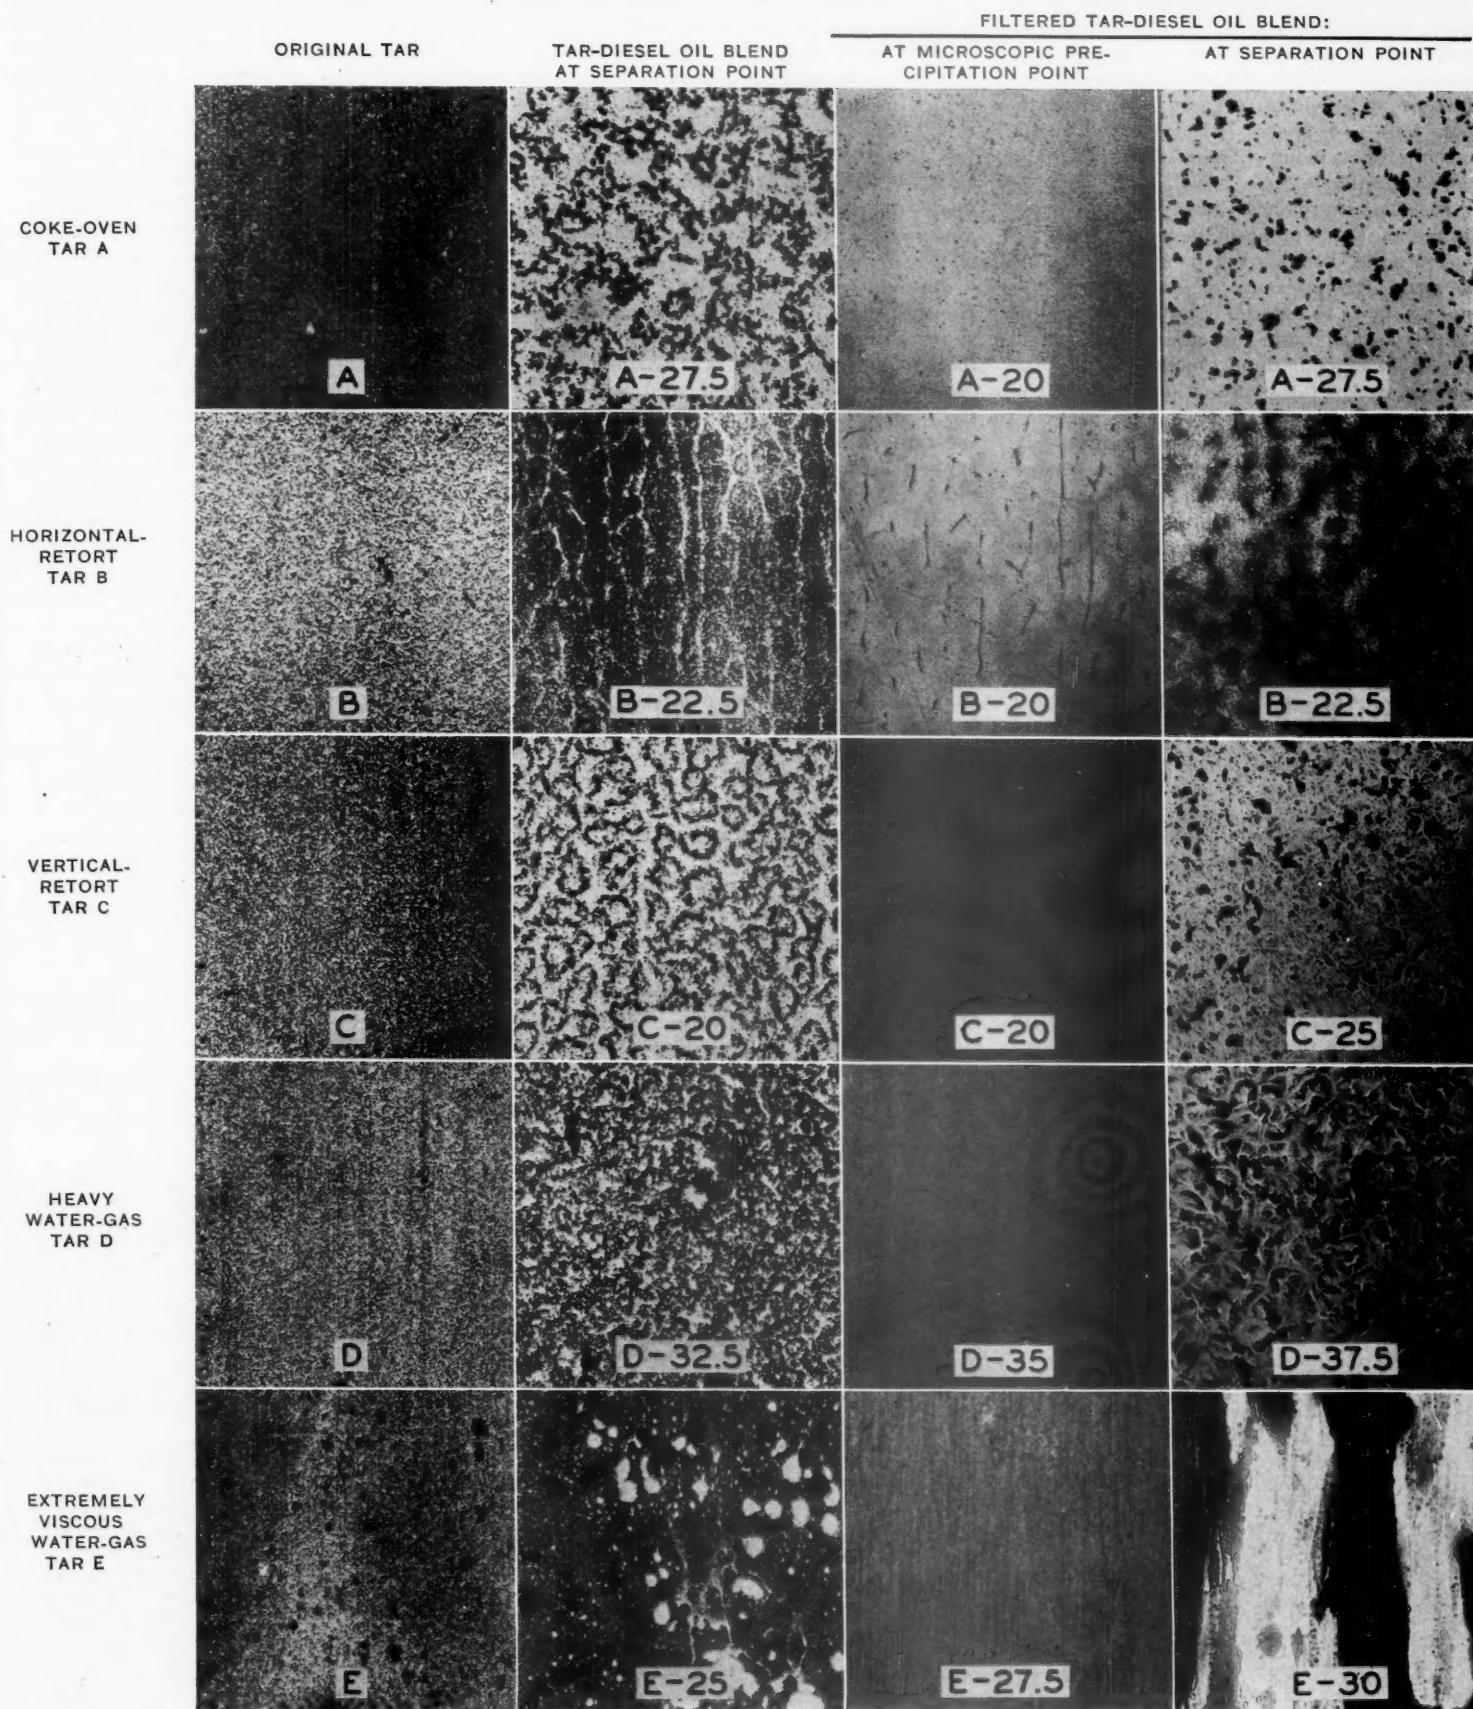 FILTERED TAR-DIESEL OIL BLEND:
ORIGINAL TAR
TAR-DIESEL OIL BLEND
AT SEPARATION POINT
AT MICROSCOPIC PRE-
CIPITATION POINT
AT SEPARATION POINT
COKE-OVEN
TAR A
A
A-27.5
A-20
A-27.5
HORIZONTAL-
RETORT
TAR B
B
B-22.5
B-20
B-22.5
VERTICAL-
RETORT
TAR C
C
C-20
C-20
C-25
HEAVY
WATER-GAS
TAR D
D
D-32.5
D-35
D-37.5
EXTREMELY
VISCOUS
WATER-GAS
TAR E
E
E-25
E-27.5
E-30